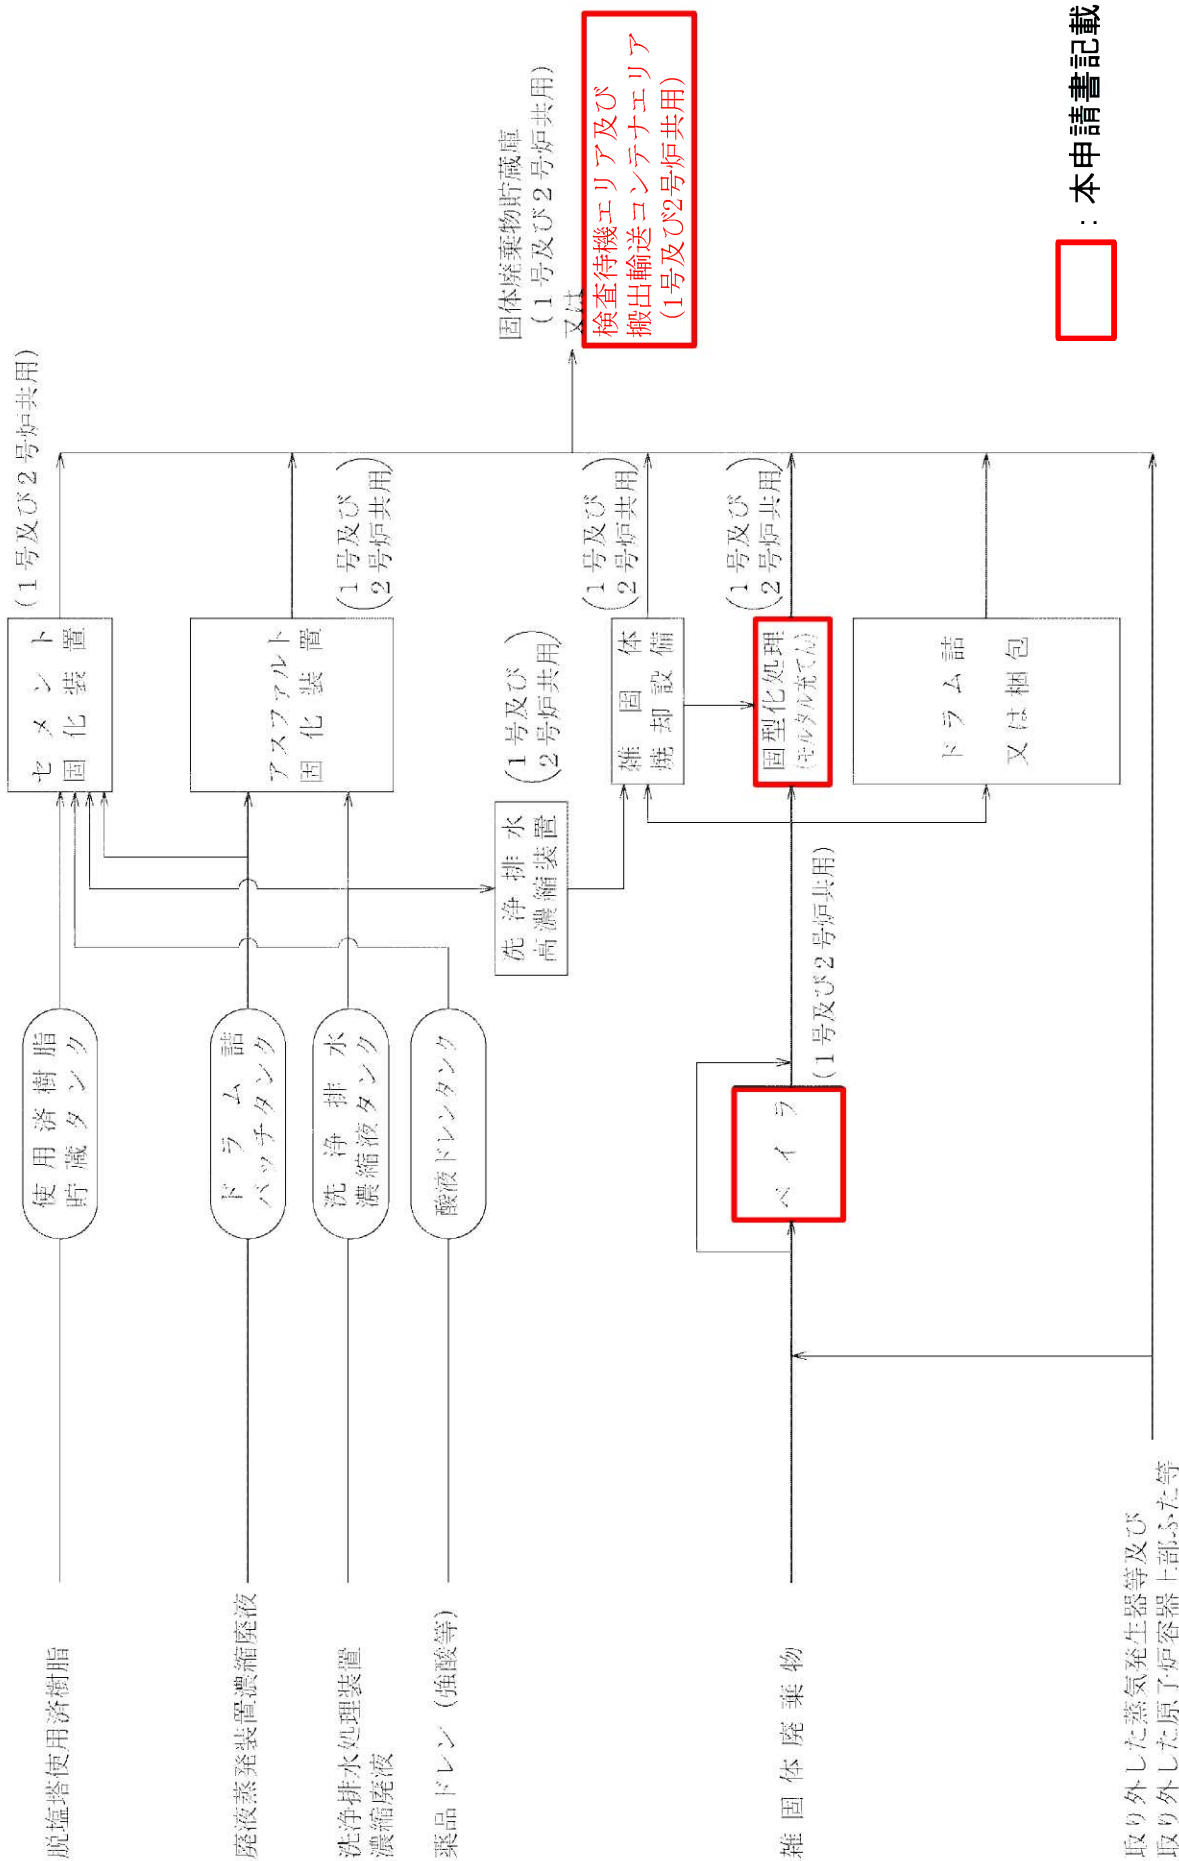 脱塩塔使用済樹脂
使用済樹脂
貯蔵タンク
セメント
固化装置
(1号及び2号炉共用)
廃液蒸発装置濃縮廃液
ドラム詰
バッチタンク
アスファルト
固化装置
(1号及び
2号炉共用)
洗浄排水処理装置
濃縮廃液
洗浄排水
濃縮液タンク
薬品ドレン (強酸等)
酸液ドレンタンク
洗浄排水
高濃縮装置
(1号及び
2号炉共用)
雑固体
焼却設備
(1号及び
2号炉共用)
雑固体廃棄物
ベイラ
(1号及び2号炉共用)
固型化処理
(モルタル充てん)
(1号及び
2号炉共用)
ドラム詰
又は梱包
取り外した蒸気発生器等及び
取り外した原子炉容器上部ふた等
固体廃棄物貯蔵庫
(1号及び2号炉共用)
又は
検査待機エリア及び
搬出輸送コンテナエリア
(1号及び2号炉共用)
：本申請書記載